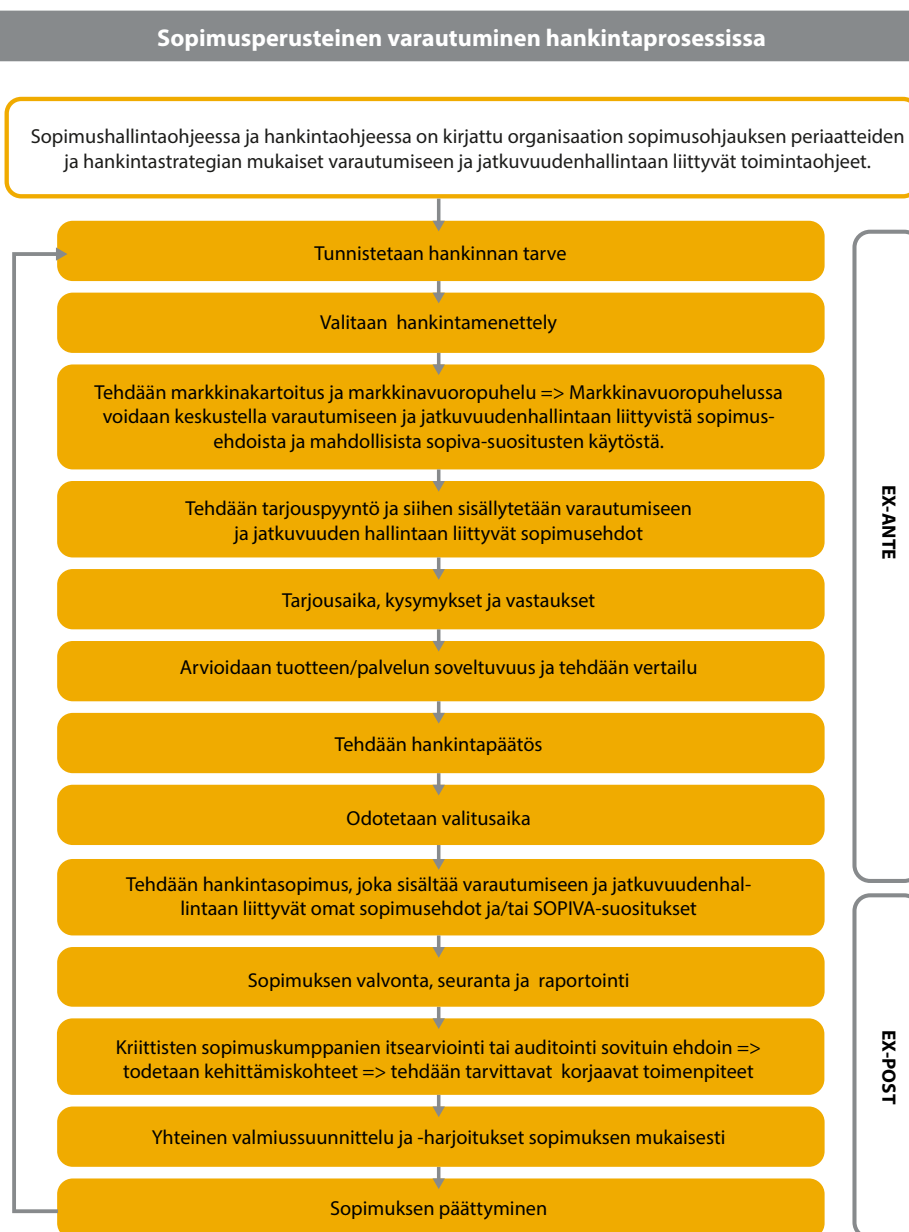 Sopimusperusteinen varautuminen hankintaprosessissa
Sopimushallintaohjeessa ja hankintaohjeessa on kirjattu organisaation sopimusohjauksen periaatteiden
ja hankintastrategian mukaiset varautumiseen ja jatkuvuudenhallintaan liittyvät toimintaohjeet.
Tunnistetaan hankinnan tarve
Valitaan hankintamenettely
Tehdään markkinakartoitus ja markkinavuoropuhelu => Markkinavuoropuhelussa
voidaan keskustella varautumiseen ja jatkuvuudenhallintaan liittyvistä sopimus-
ehdoista ja mahdollisista sopiva-suositusten käytöstä.
Tehdään tarjouspyyntö ja siihen sisällytetään varautumiseen
ja jatkuvuuden hallintaan liittyvät sopimusehdot
Tarjousaika, kysymykset ja vastaukset
Arvioidaan tuotteen/palvelun soveltuvuus ja tehdään vertailu
Tehdään hankintapäätös
Odotetaan valitusaika
EX-ANTE
Tehdään hankintasopimus, joka sisältää varautumiseen ja jatkuvuudenhal-
lintaan liittyvät omat sopimusehdot ja/tai SOPIVA-suositukset
Sopimuksen valvonta, seuranta ja raportointi
Kriittisten sopimuskumppanien itsearviointi tai auditointi sovituin ehdoin =>
todetaan kehittämiskohteet => tehdään tarvittavat korjaavat toimenpiteet
Yhteinen valmiussuunnittelu ja -harjoitukset sopimuksen mukaisesti
Sopimuksen päättyminen
EX-POST